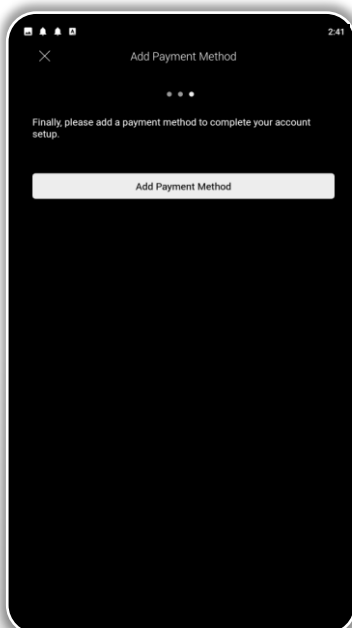 2:41
Add Payment Method
Finally, please add a payment method to complete your account
setup.
Add Payment Method